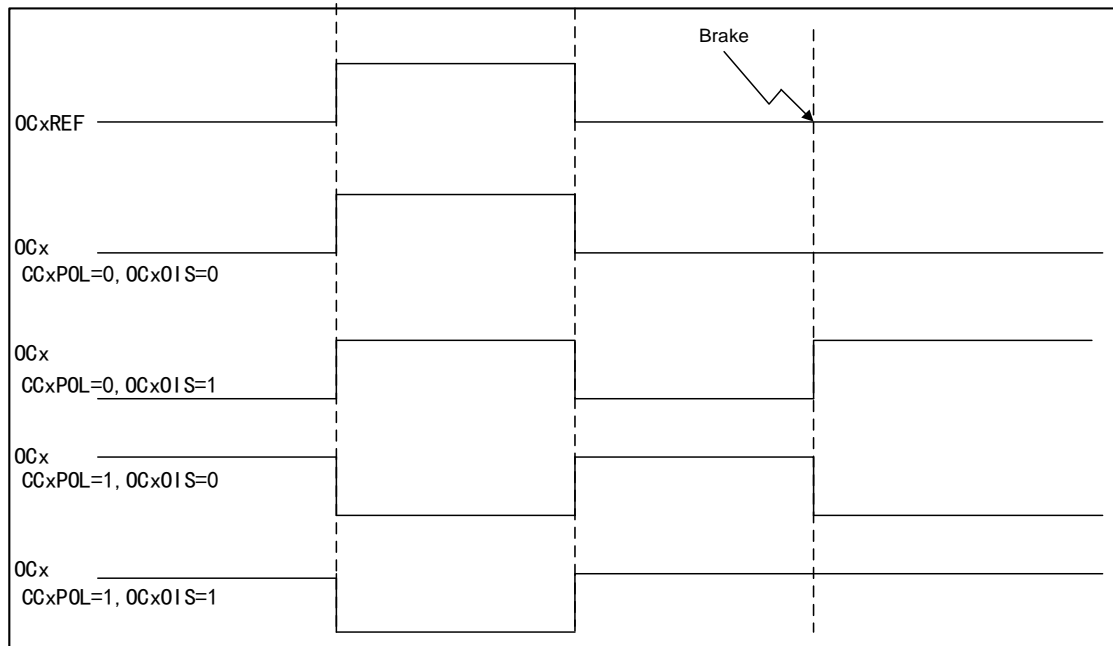 Brake
OCxREF
OCx
CCxPOL=0, OCxOIS=0
OCx
CCxPOL=0, OCxOIS=1
OCx
CCxPOL=1, OCxOIS=0
OCx
CCxPOL=1, OCxOIS=1